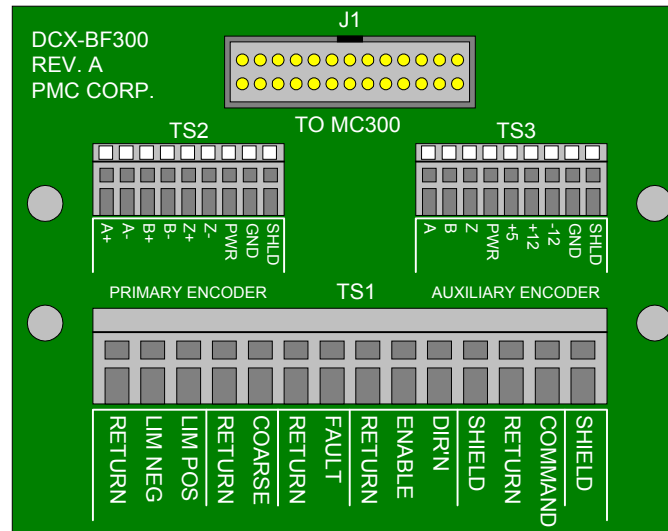 J1
DCX-BF300
REV. A
PMC CORP.
TO MC300
TS2
TS3
A+
A-
B+
B-
Z+
Z-
PWR
GND
SHLD
A
B
Z
PWR
+5
+12
-12
GND
SHLD
PRIMARY ENCODER
TS1
AUXILIARY ENCODER
RETURN
LIM NEG
LIM POS
RETURN
COARSE
RETURN
FAULT
RETURN
ENABLE
DIR'N
SHIELD
RETURN
COMMAND
SHIELD